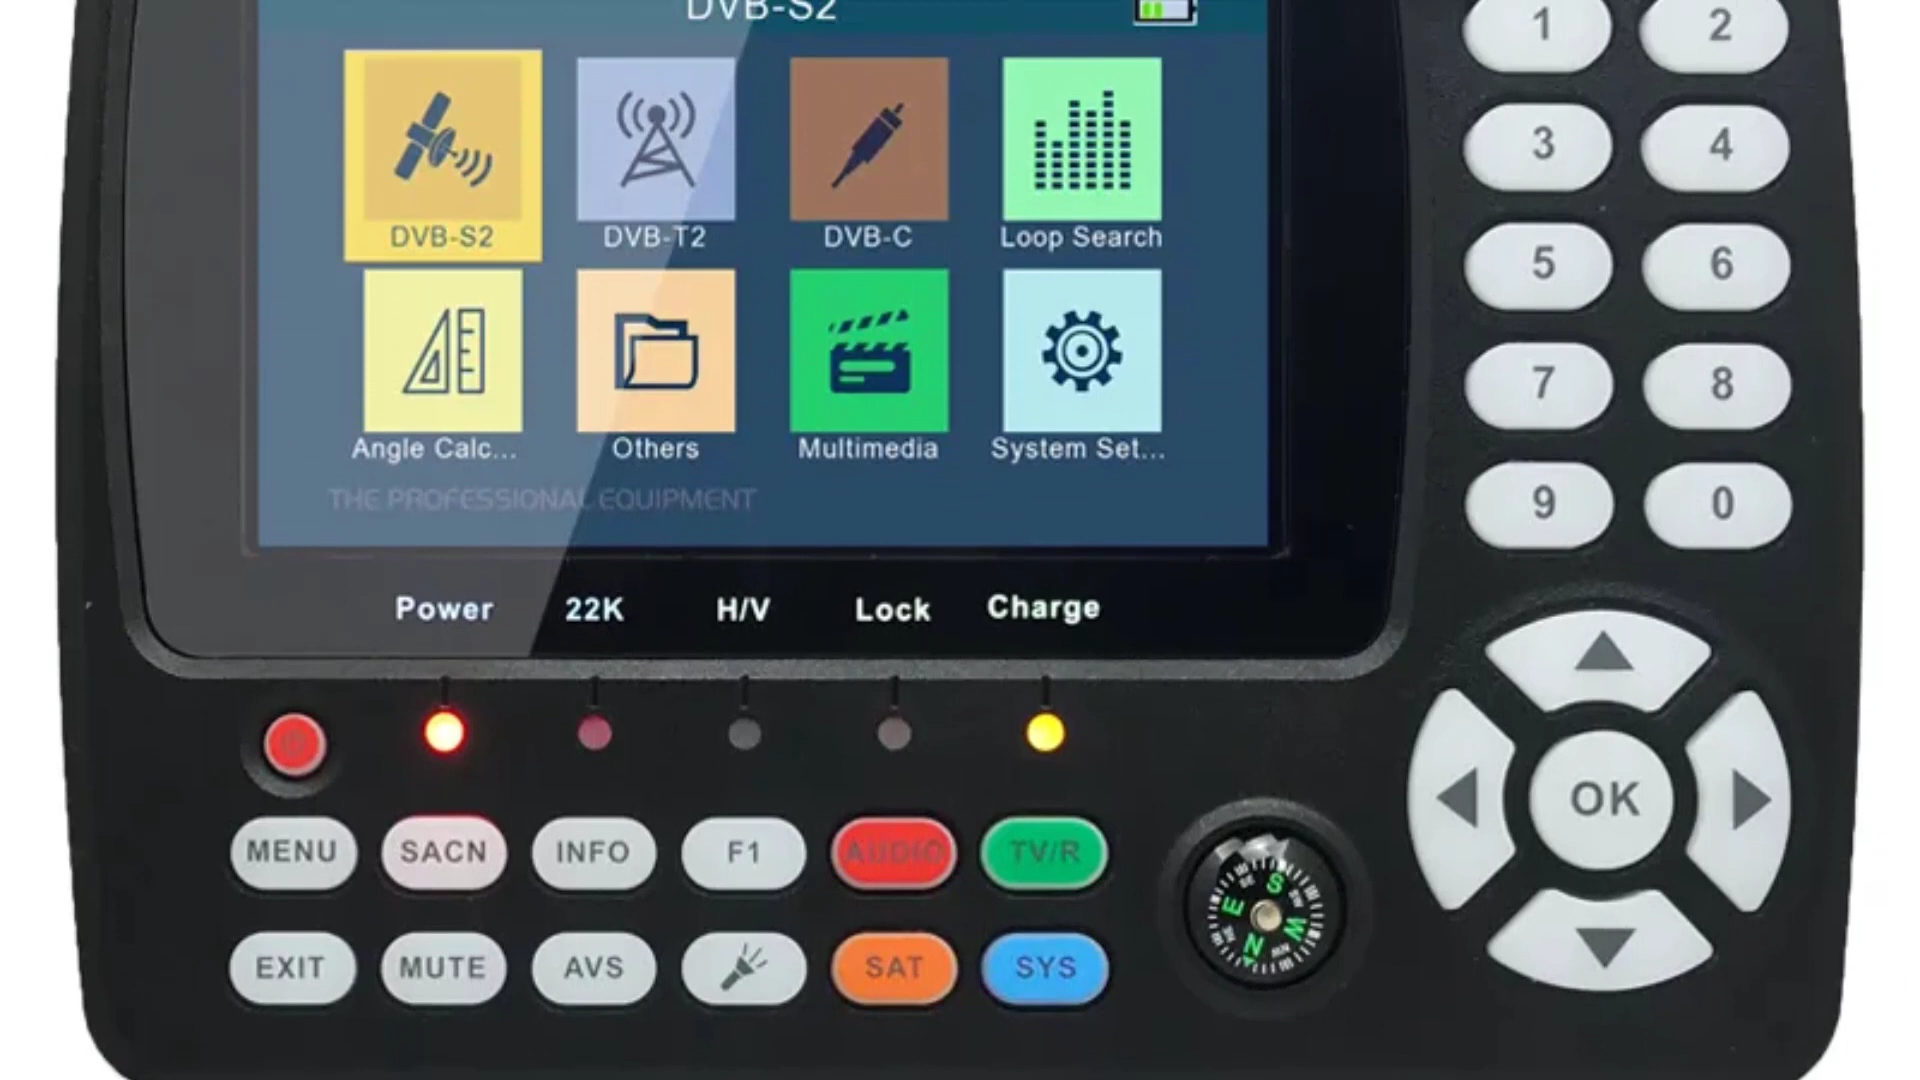 DVB-S2
1 2
DVB-S2 DVB-T2 DVB-C Loop Search
3 4
5 6
Angle Calc... Others Multimedia System Set...
7 8
THE PROFESSIONAL EQUIPMENT
9 0
Power 22K H/V Lock Charge
OK
MENU SACN INFO F1 AUDIO TV/R
EXIT MUTE AVS SAT SYS
S
E W
N